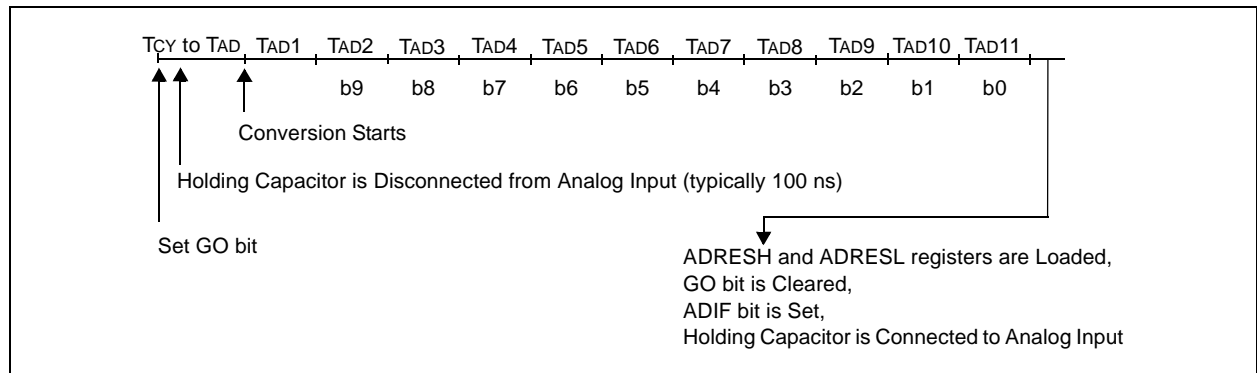 TCY to TAD TAD1 TAD2 TAD3 TAD4 TAD5 TAD6 TAD7 TAD8 TAD9 TAD10 TAD11
b9 b8 b7 b6 b5 b4 b3 b2 b1 b0
Conversion Starts
Holding Capacitor is Disconnected from Analog Input (typically 100 ns)
Set GO bit
ADRESH and ADRESL registers are Loaded,
GO bit is Cleared,
ADIF bit is Set,
Holding Capacitor is Connected to Analog Input